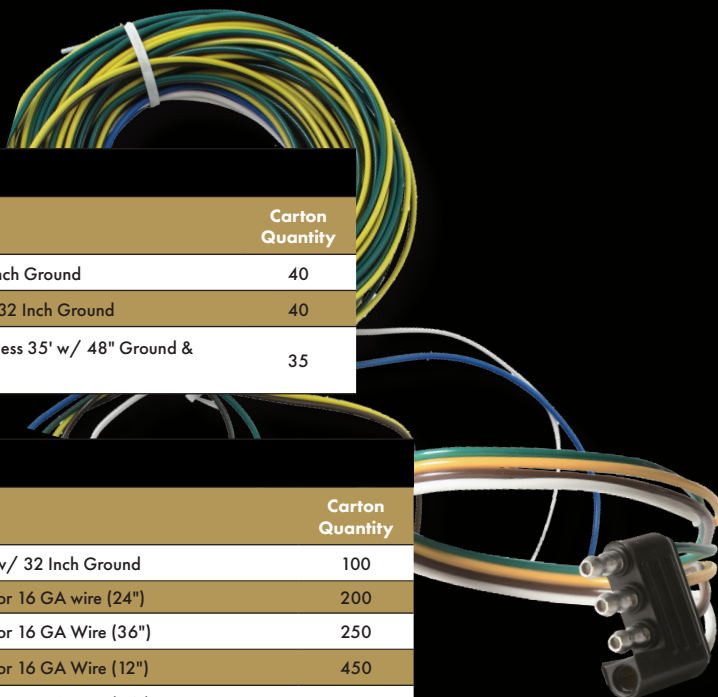 Carton
Quantity
nch Ground 40
32 Inch Ground 40
ess 35' w/ 48" Ground &
35
Carton
Quantity
w/ 32 Inch Ground 100
or 16 GA wire (24") 200
or 16 GA Wire (36") 250
or 16 GA Wire (12") 450